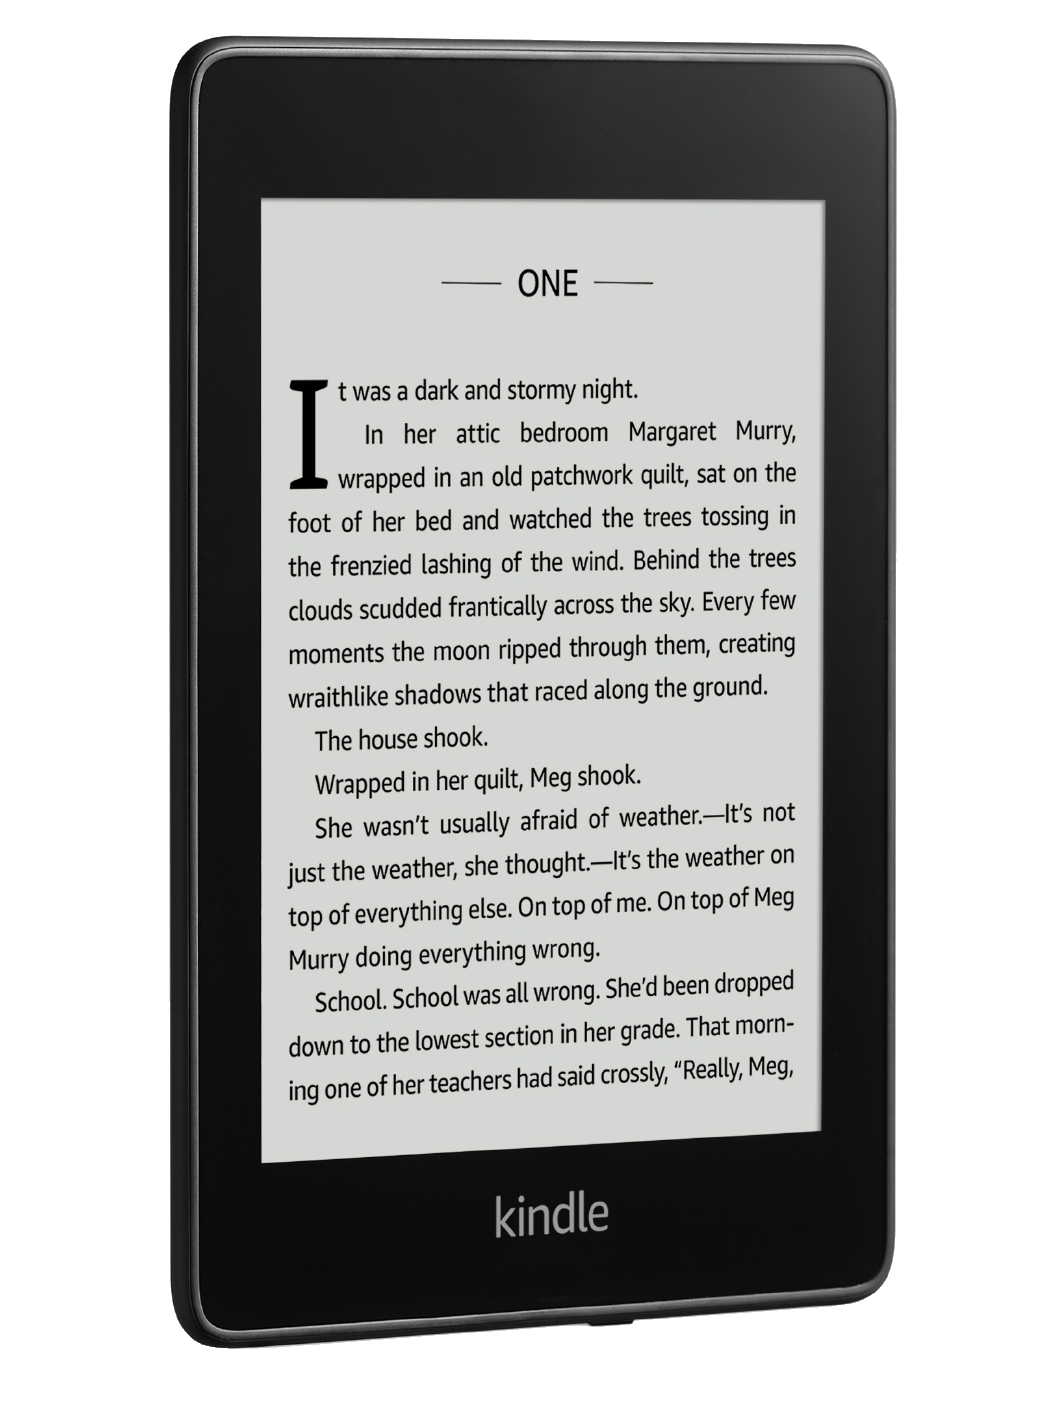 ONE
It was a dark and stormy night.
In her attic bedroom Margaret Murry,
wrapped in an old patchwork quilt, sat on the
foot of her bed and watched the trees tossing in
the frenzied lashing of the wind. Behind the trees
clouds scudded frantically across the sky. Every few
moments the moon ripped through them, creating
wraithlike shadows that raced along the ground.
The house shook.
Wrapped in her quilt, Meg shook.
She wasn’t usually afraid of weather.—It’s not
just the weather, she thought.—It’s the weather on
top of everything else. On top of me. On top of Meg
Murry doing everything wrong.
School. School was all wrong. She’d been dropped
down to the lowest section in her grade. That morn-
ing one of her teachers had said crossly, “Really, Meg,
kindle